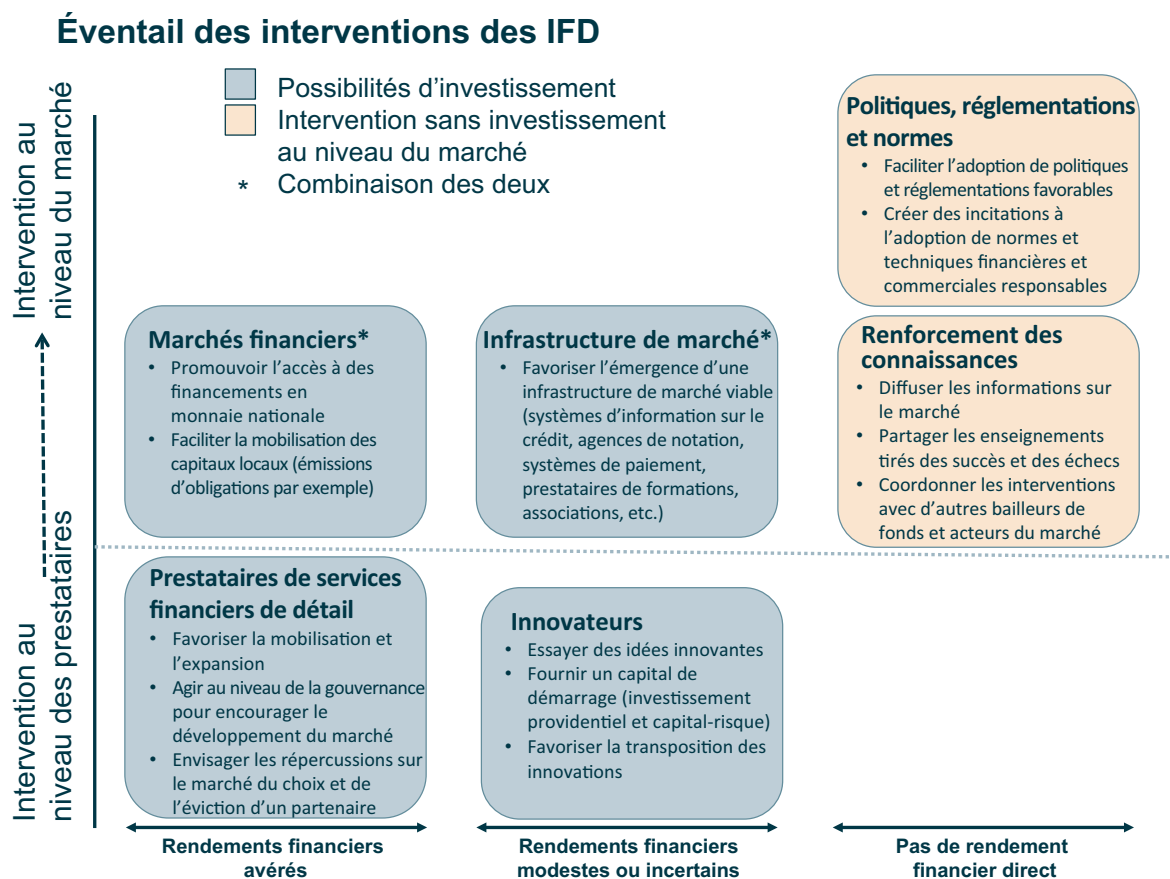 Éventail des interventions des IFD
Possibilités d'investissement
Intervention sans investissement
au niveau du marché
* Combinaison des deux
Intervention au
niveau du marché
Intervention au
niveau des prestataires
Politiques, réglementations
et normes
• Faciliter l'adoption de politiques
et réglementations favorables
• Créer des incitations à
l'adoption de normes et
techniques financières et
commerciales responsables
Marchés financiers*
• Promouvoir l'accès à des
financements en
monnaie nationale
• Faciliter la mobilisation des
capitaux locaux (émissions
d'obligations par exemple)
Infrastructure de marché*
• Favoriser l'émergence d'une
infrastructure de marché viable
(systèmes d'information sur le
crédit, agences de notation,
systèmes de paiement,
prestataires de formations,
associations, etc.)
Renforcement des
connaissances
• Diffuser les informations sur
le marché
• Partager les enseignements
tirés des succès et des échecs
• Coordonner les interventions
avec d'autres bailleurs de
fonds et acteurs du marché
Prestataires de services
financiers de détail
• Favoriser la mobilisation et
l'expansion
• Agir au niveau de la gouvernance
pour encourager le
développement du marché
• Envisager les répercussions sur
le marché du choix et de
l'éviction d'un partenaire
Innovateurs
• Essayer des idées innovantes
• Fournir un capital de
démarrage (investissement
providentiel et capital-risque)
• Favoriser la transposition des
innovations
Rendements financiers
avérés
Rendements financiers
modestes ou incertains
Pas de rendement
financier direct